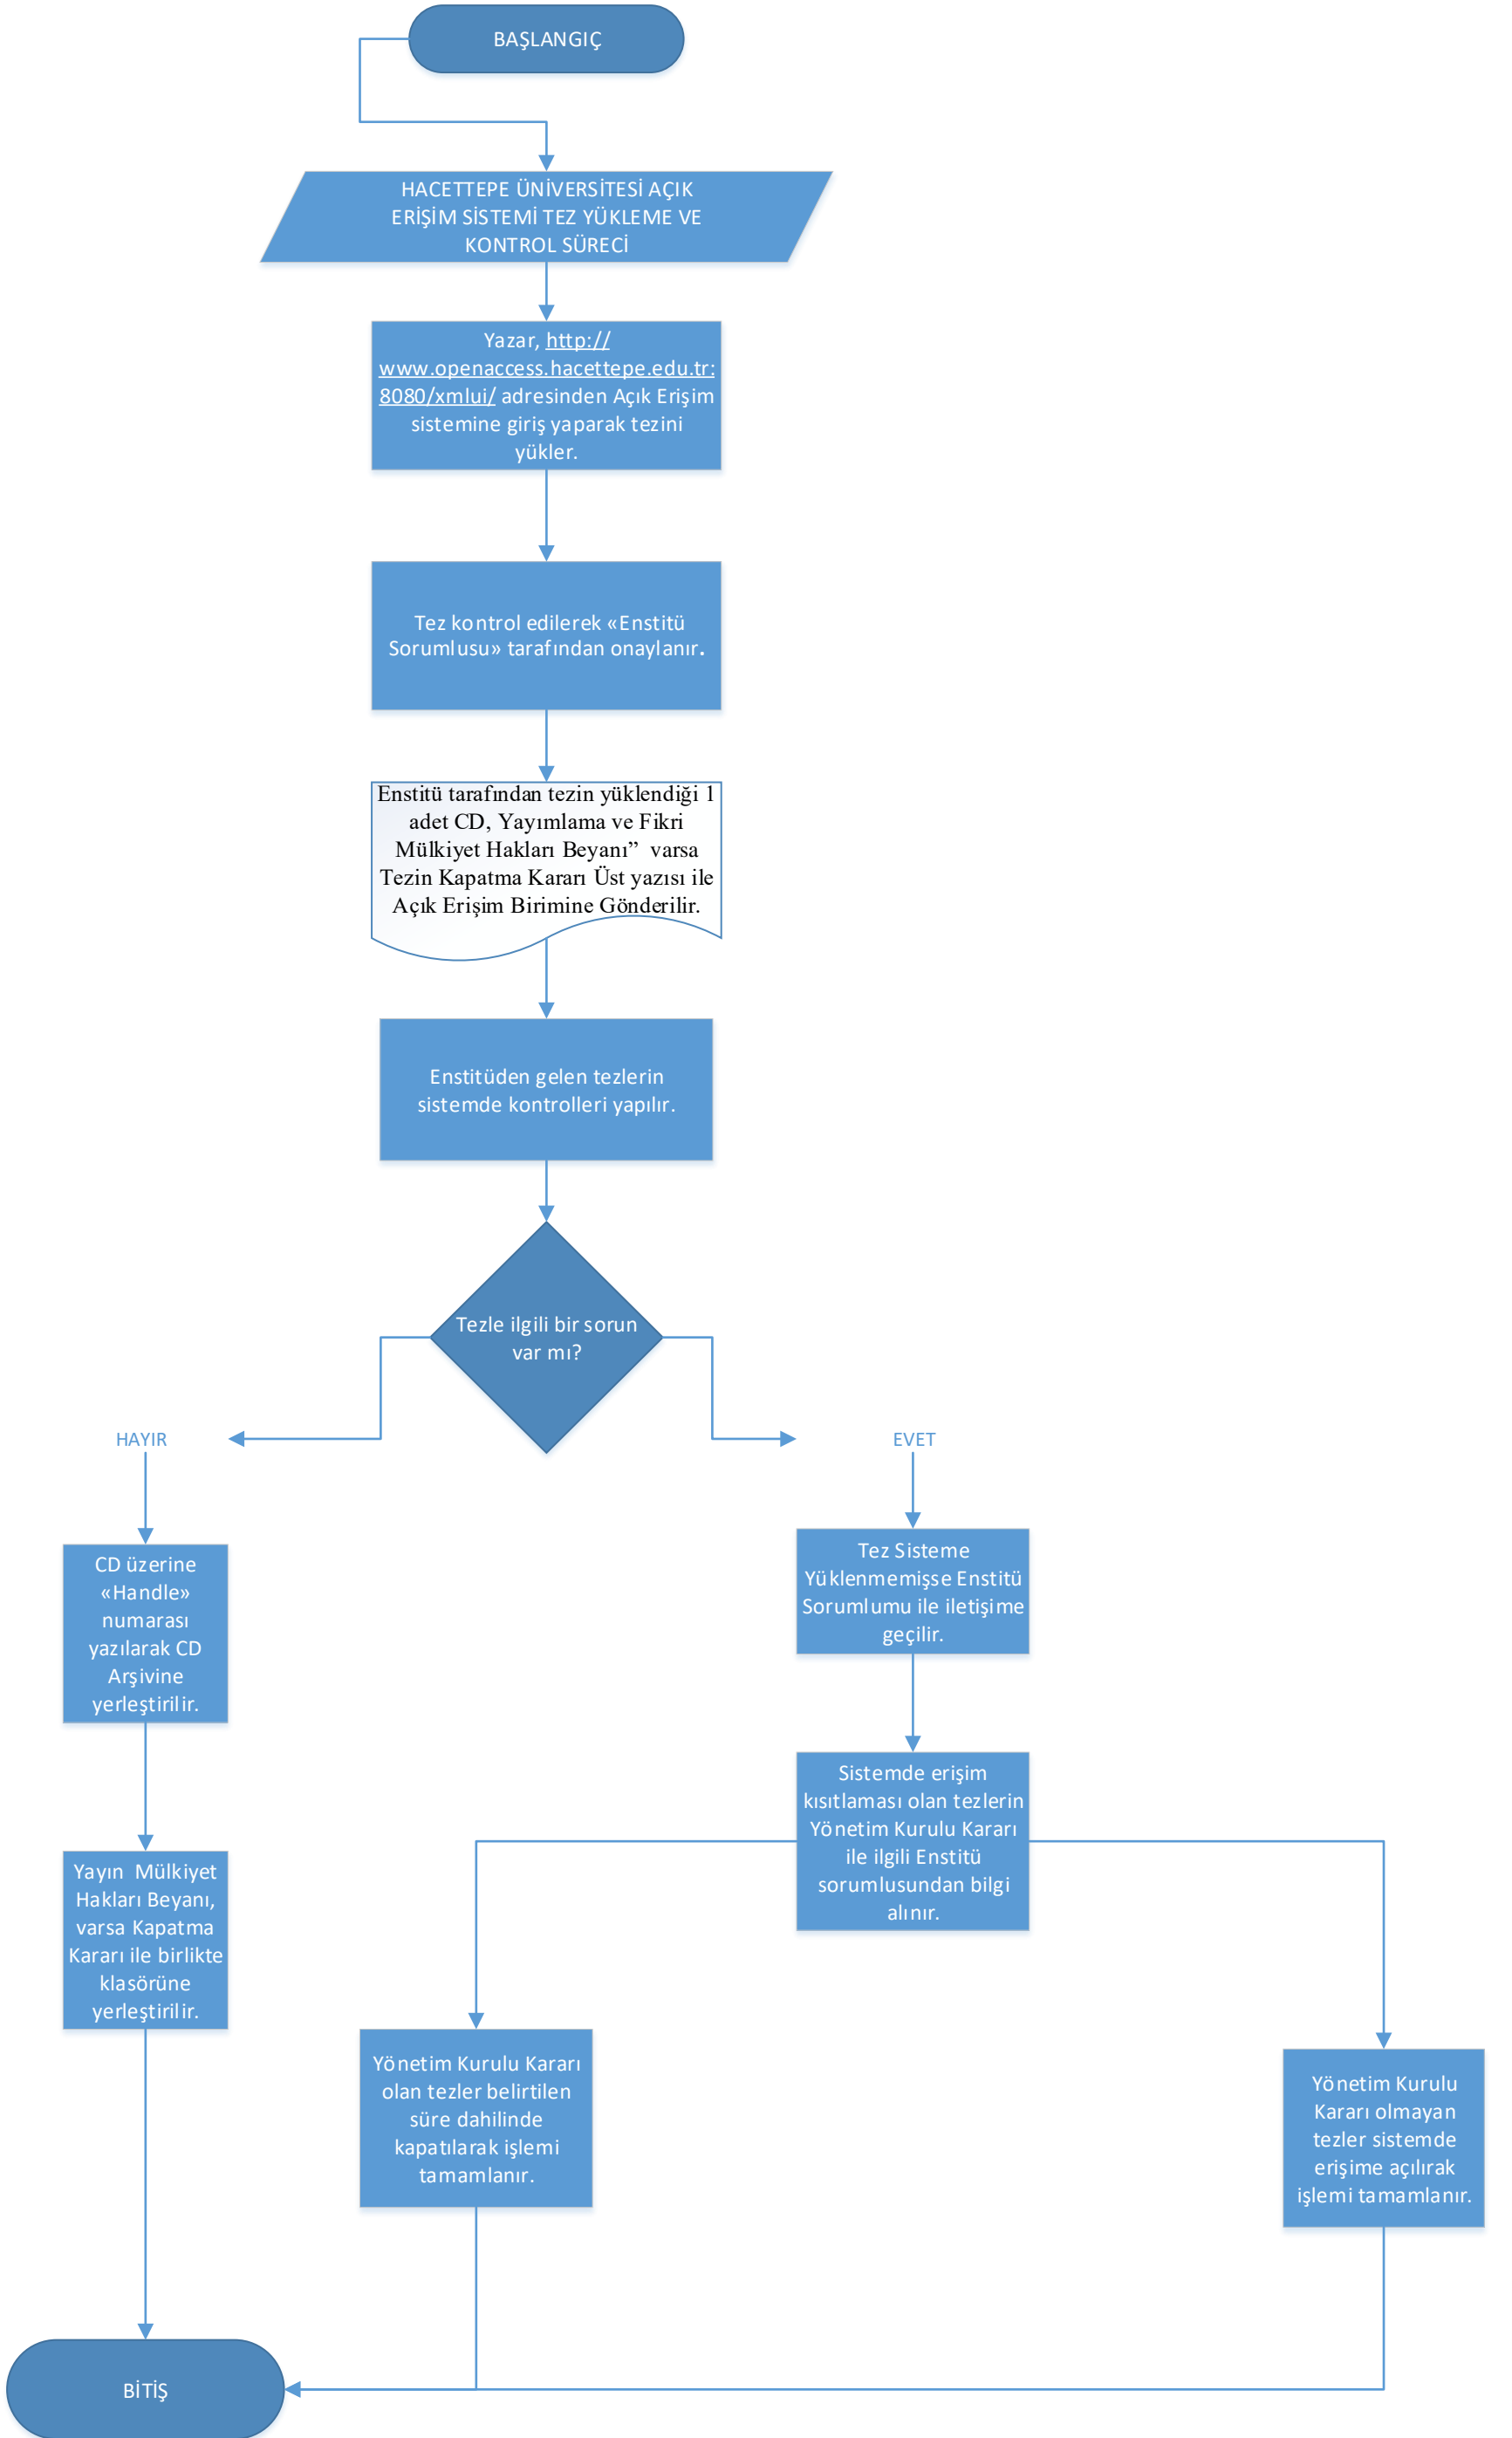 BAŞLANGIÇ
HACETTEPE ÜNİVERSİTESİ AÇIK
ERİŞİM SİSTEMİ TEZ YÜKLEME VE
KONTROL SÜRECİ
Yazar, http://
www.openaccess.hacettepe.edu.tr:
8080/xmlui/ adresinden Açık Erişim
sistemine giriş yaparak tezini
yükler.
Tez kontrol edilerek «Enstitü
Sorumlusu» tarafından onaylanır.
Enstitü tarafından tezin yüklendiği 1
adet CD, Yayımlama ve Fikri
Mülkiyet Hakları Beyanı” varsa
Tezin Kapatma Kararı Üst yazısı ile
Açık Erişim Birimine Gönderilir.
Enstitüden gelen tezlerin
sistemde kontrolleri yapılır.
Tezle ilgili bir sorun
var mı?
HAYIR
EVET
CD üzerine
«Handle»
numarası
yazılarak CD
Arşivine
yerleştirilir.
Yayın Mülkiyet
Hakları Beyanı,
varsa Kapatma
Kararı ile birlikte
klasörüne
yerleştirilir.
Tez Sisteme
Yüklenmemişse Enstitü
Sorumlumu ile iletişime
geçilir.
Sistemde erişim
kısıtlaması olan tezlerin
Yönetim Kurulu Kararı
ile ilgili Enstitü
sorumlusundan bilgi
alınır.
Yönetim Kurulu Kararı
olan tezler belirtilen
süre dahilinde
kapatılarak işlemi
tamamlanır.
Yönetim Kurulu
Kararı olmayan
tezler sistemde
erişime açılırak
işlemi tamamlanır.
BİTİŞ